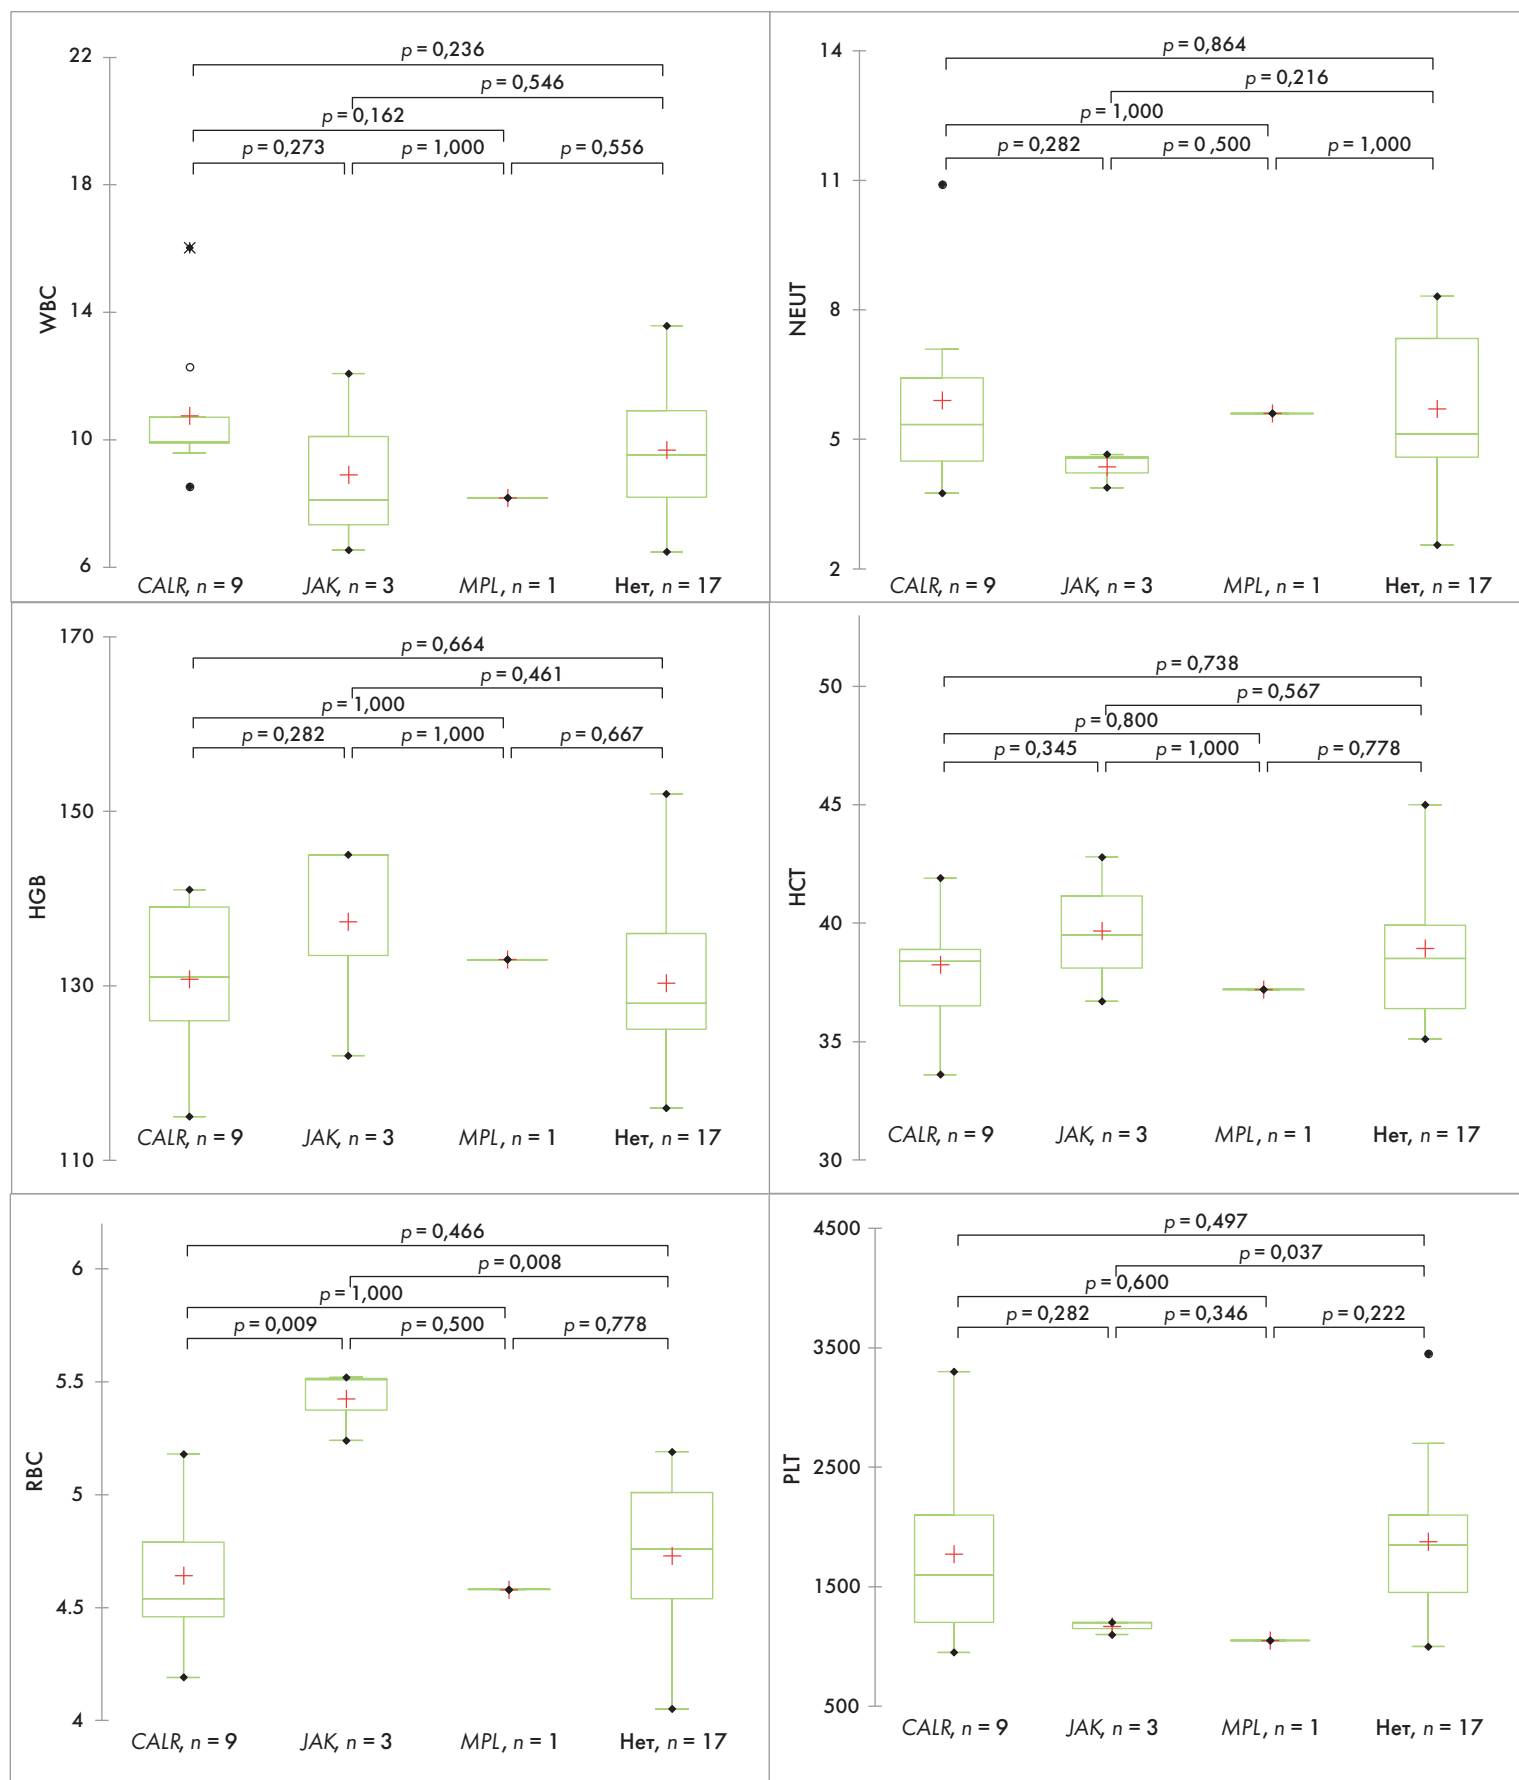 22
18
14
10
6
WBC
p = 0,236
p = 0,546
p = 0,162
p = 0,273
p = 1,000
p = 0,556
CALR, n = 9
JAK, n = 3
MPL, n = 1
Нет, n = 17
14
11
8
5
2
NEUT
p = 0,864
p = 0,216
p = 1,000
p = 0,282
p = 0,500
p = 1,000
CALR, n = 9
JAK, n = 3
MPL, n = 1
Нет, n = 17
170
150
130
110
HGB
p = 0,664
p = 0,461
p = 1,000
p = 0,282
p = 1,000
p = 0,667
CALR, n = 9
JAK, n = 3
MPL, n = 1
Нет, n = 17
50
45
40
35
30
HCT
p = 0,738
p = 0,567
p = 0,800
p = 0,345
p = 1,000
p = 0,778
CALR, n = 9
JAK, n = 3
MPL, n = 1
Нет, n = 17
6
5.5
5
4.5
4
RBC
p = 0,466
p = 0,008
p = 1,000
p = 0,009
p = 0,500
p = 0,778
CALR, n = 9
JAK, n = 3
MPL, n = 1
Нет, n = 17
4500
3500
2500
1500
500
PLT
p = 0,497
p = 0,037
p = 0,600
p = 0,282
p = 0,346
p = 0,222
CALR, n = 9
JAK, n = 3
MPL, n = 1
Нет, n = 17